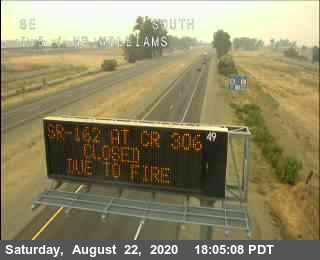 8E SOUTH
WILLIAMS
SR-162 AT CR 306
CLOSED
DUE TO FIRE
49
Saturday, August 22, 2020 18:05:08 PDT